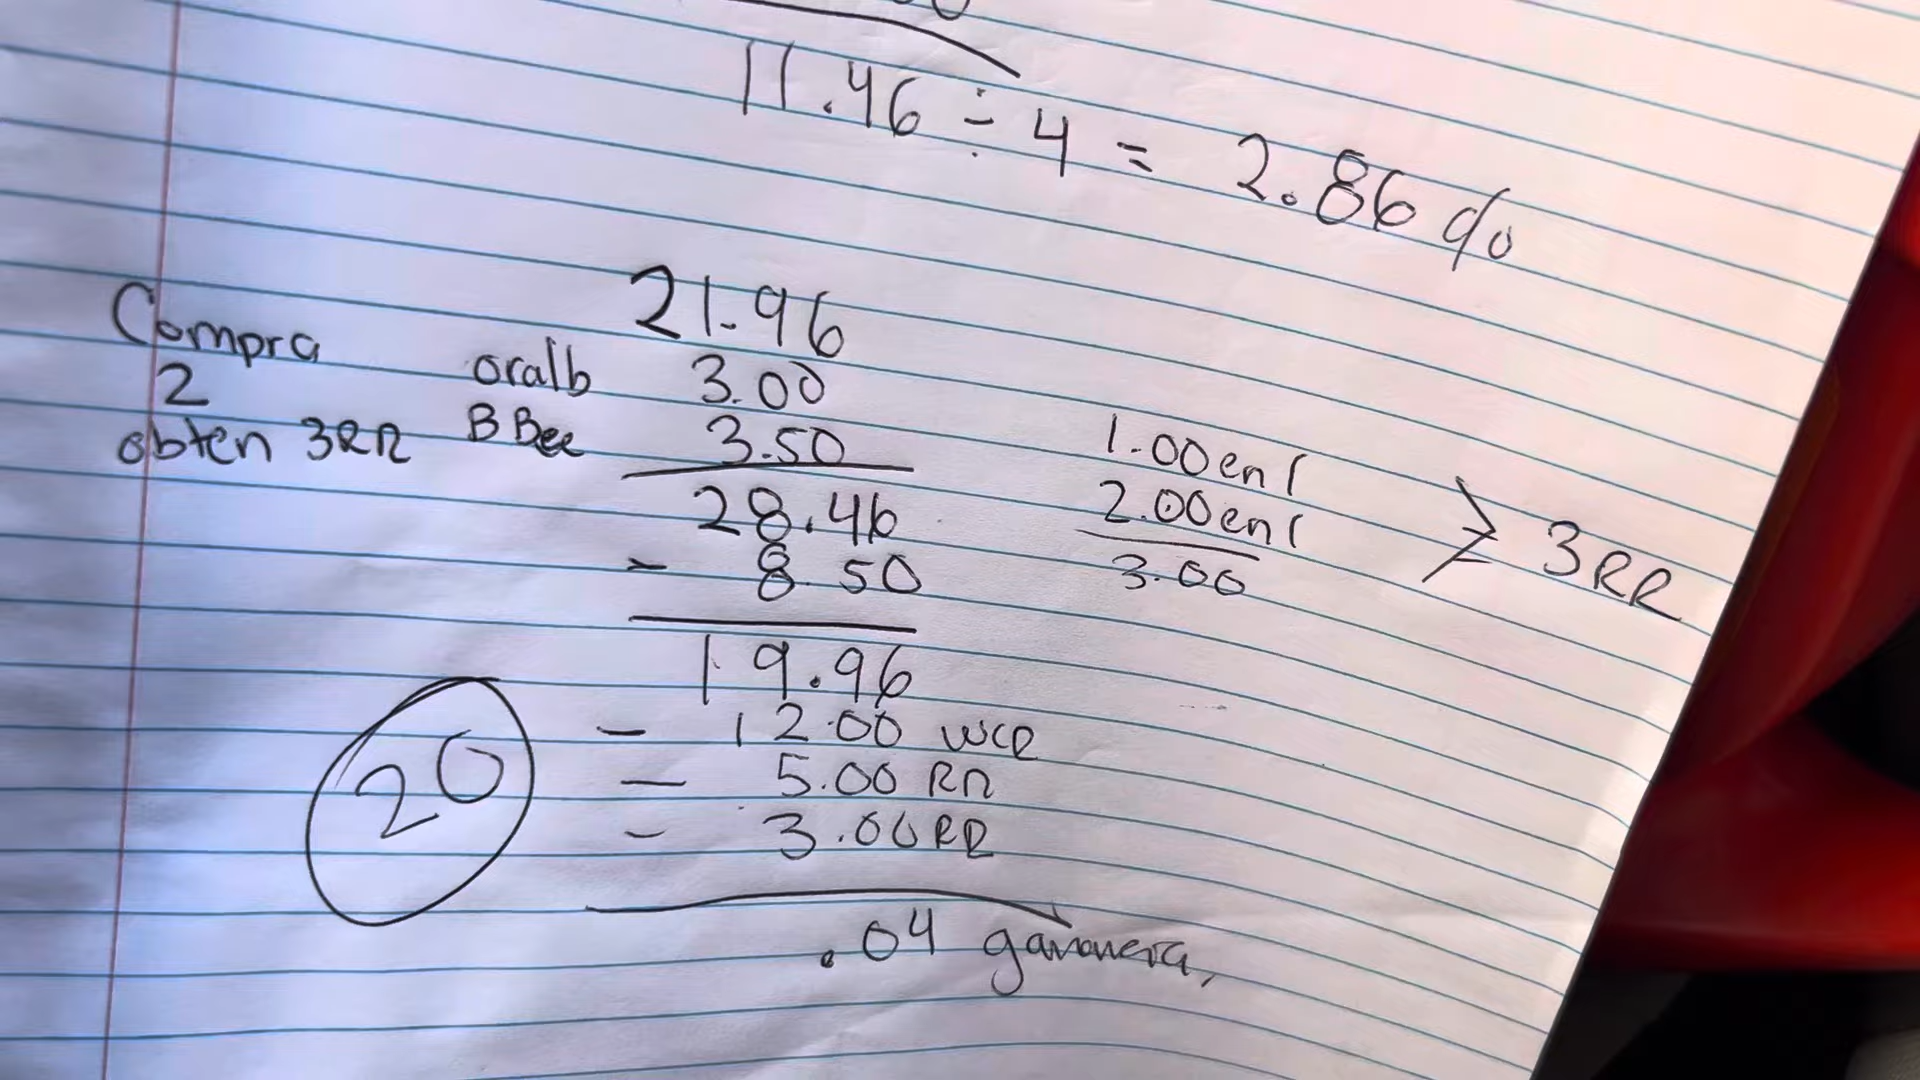 11.46 ÷ 4 = 2.86 c/o
21.96
Compra oralb 3.00
2
obten 3RR B Bee 3.50
28.46
- 8.50
19.96
- 12.00 WCR
- 5.00 RR
- 3.00 RR
20
.04
1.00 en 1
2.00 en 1
3.00
> 3RR